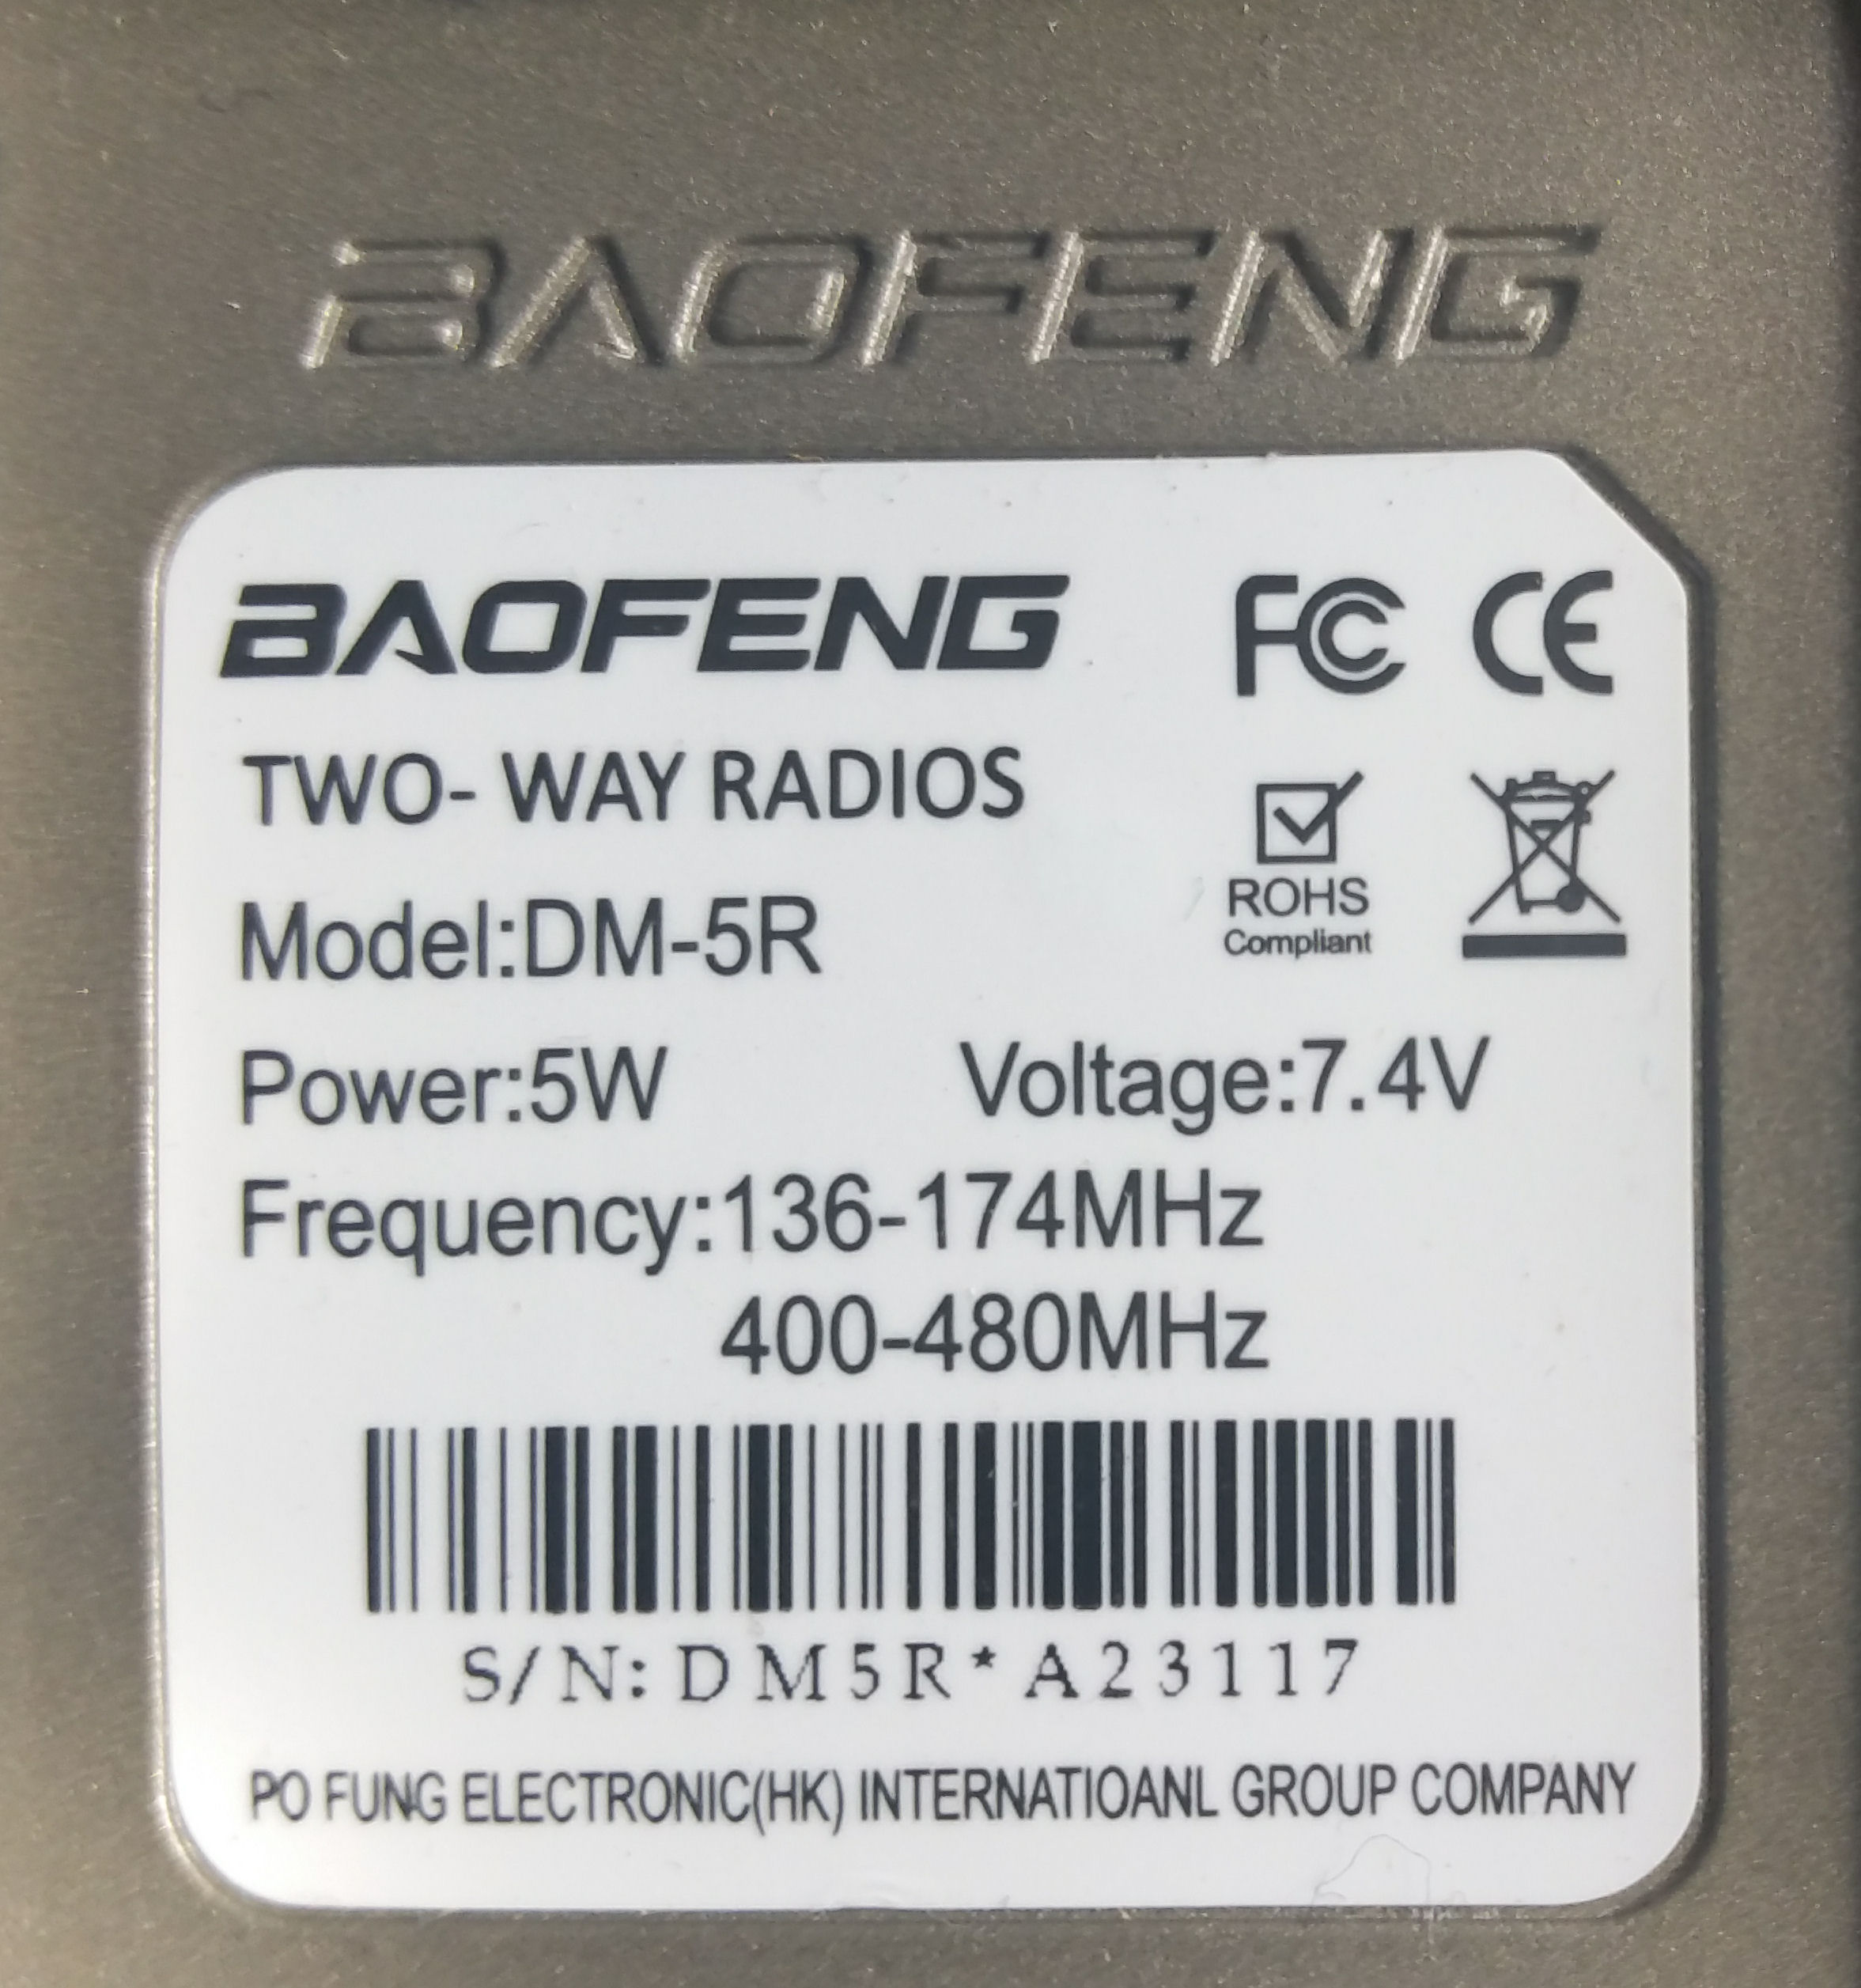 BAOFENG
BAOFENG FC CE
TWO- WAY RADIOS
ROHS
Compliant
Model:DM-5R
Power:5W Voltage:7.4V
Frequency:136-174MHz
400-480MHz
S/N:DM5R*A23117
PO FUNG ELECTRONIC(HK) INTERNATIOANL GROUP COMPANY